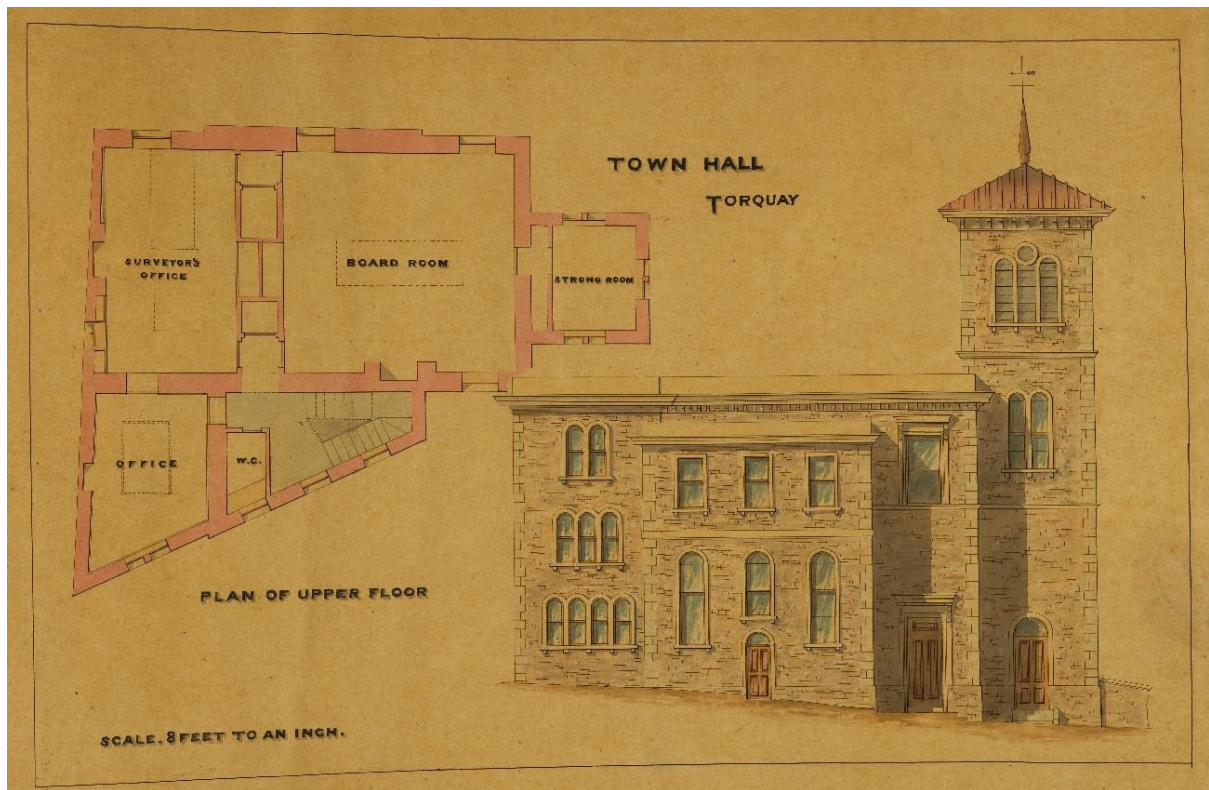 TOWN HALL
TORQUAY
SURVEYOR'S
OFFICE
BOARD ROOM
STRONG ROOM
OFFICE
W.C.
PLAN OF UPPER FLOOR
SCALE. 8 FEET TO AN INCH.